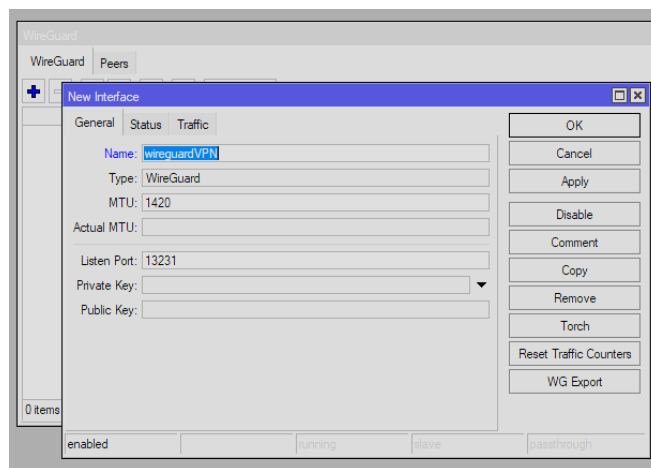 WireGuard
WireGuard Peers
New Interface
General Status Traffic
Name: wireguardVPN
Type: WireGuard
MTU: 1420
Actual MTU:
Listen Port: 13231
Private Key:
Public Key:
OK
Cancel
Apply
Disable
Comment
Copy
Remove
Torch
Reset Traffic Counters
WG Export
0 items
enabled running slave passthrough